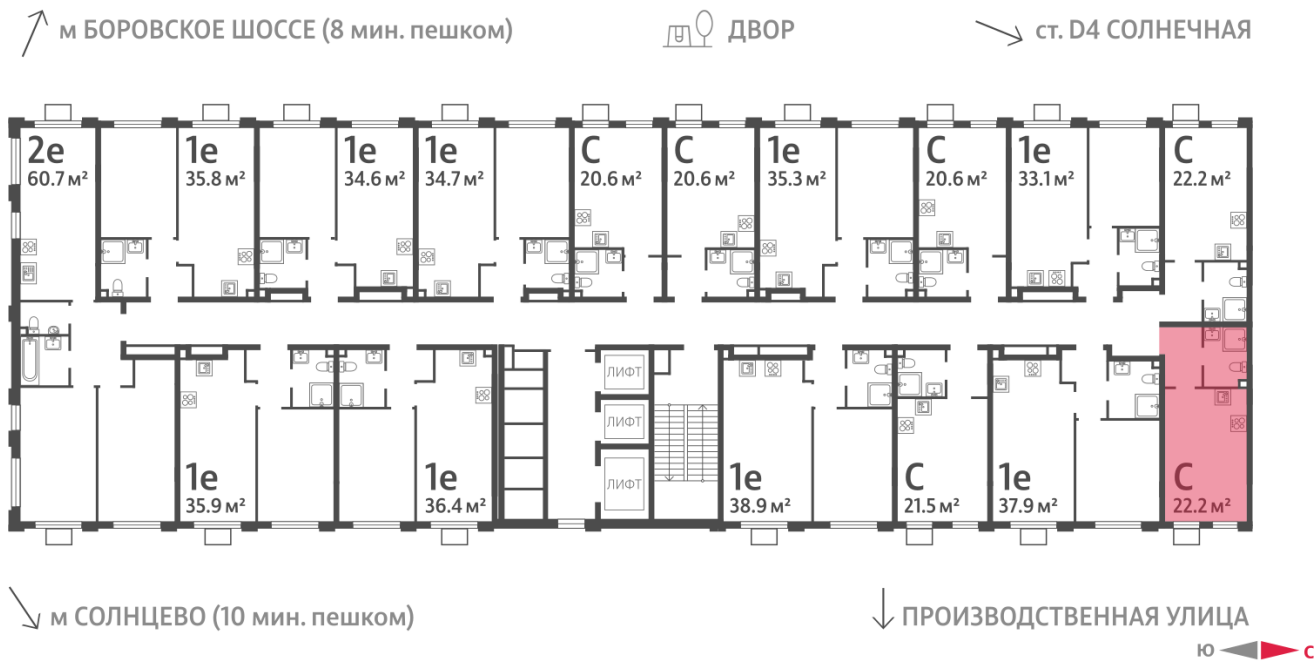 м БОРОВСКОЕ ШОССЕ (8 мин. пешком)
ДВОР
ст. D4 СОЛНЕЧНАЯ
2е
60.7 м²
1е
35.8 м²
1е
34.6 м²
1е
34.7 м²
С
20.6 м²
С
20.6 м²
1е
35.3 м²
С
20.6 м²
1е
33.1 м²
С
22.2 м²
ЛИФТ
ЛИФТ
ЛИФТ
1е
35.9 м²
1е
36.4 м²
1е
38.9 м²
С
21.5 м²
1е
37.9 м²
С
22.2 м²
м СОЛНЦЕВО (10 мин. пешком)
ПРОИЗВОДСТВЕННАЯ УЛИЦА
Ю С